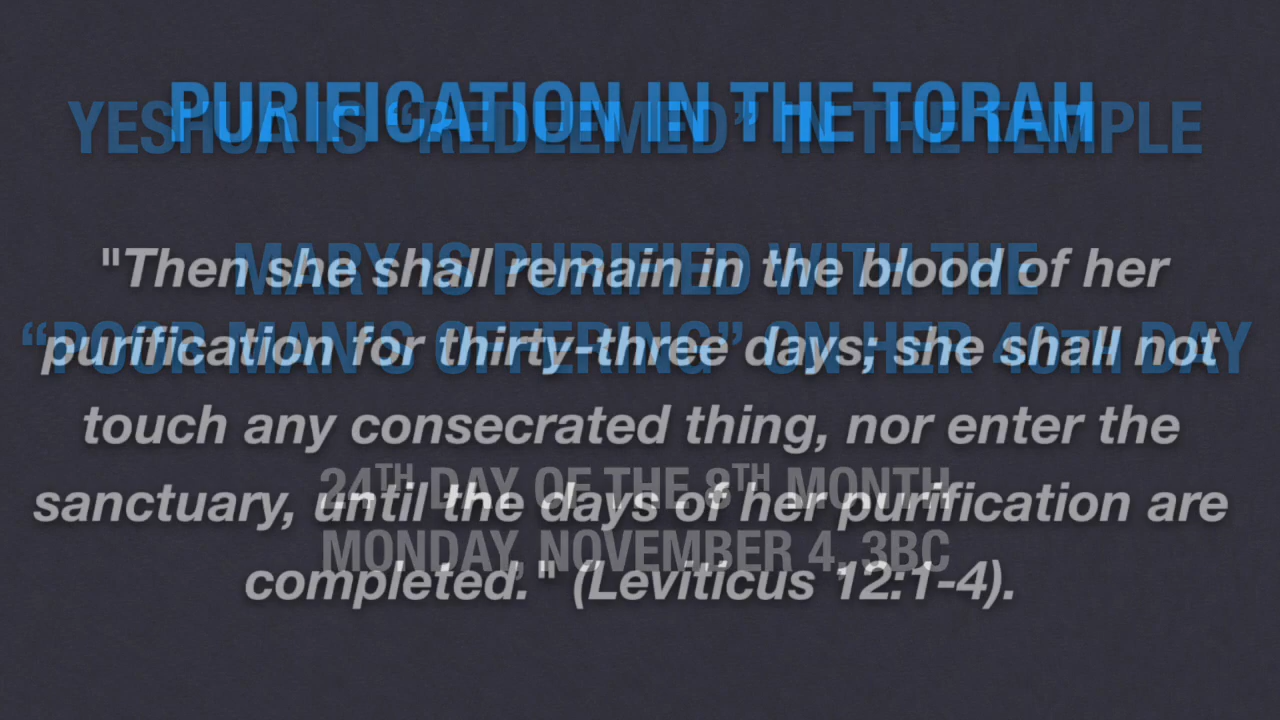 PURIFICATION IN THE TORAH
YESHUA IS “REDEEMED” IN THE TEMPLE
"Then she shall remain in the blood of her
MARY IS PURIFIED WITH THE
purification for thirty-three days; she shall not
“POOR MAN'S OFFERING” ON HER 40TH DAY
touch any consecrated thing, nor enter the
24TH DAY OF THE 8TH MONTH
sanctuary, until the days of her purification are
MONDAY, NOVEMBER 4, 3BC
completed." (Leviticus 12:1-4).